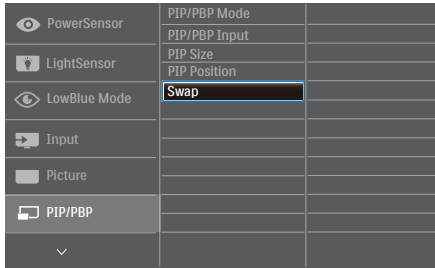 PowerSensor
LightSensor
LowBlue Mode
Input
Picture
PIP/PBP
PIP/PBP Mode
PIP/PBP Input
PIP Size
PIP Position
Swap